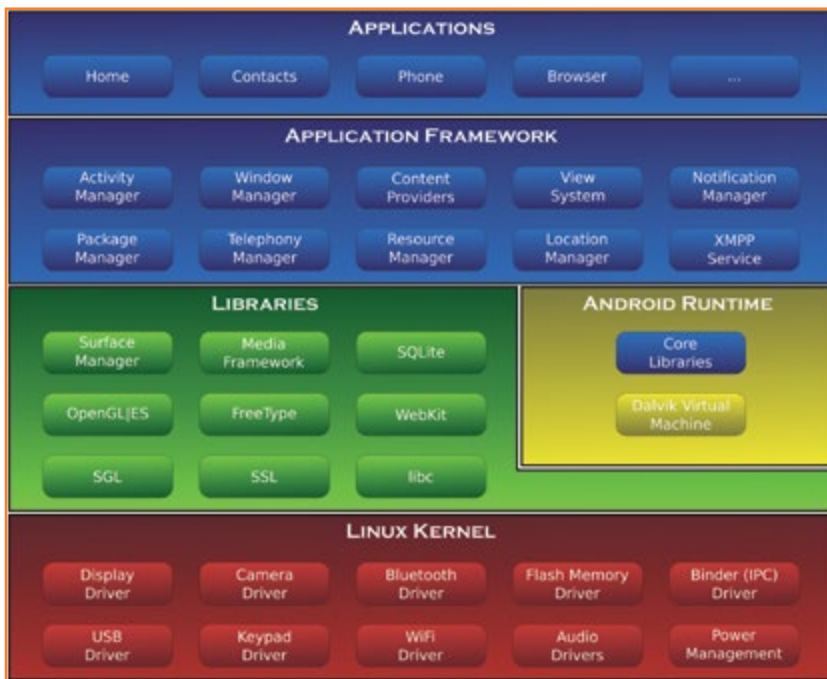 APPLICATIONS
Home
Contacts
Phone
Browser
...
APPLICATION FRAMEWORK
Activity
Manager
Window
Manager
Content
Providers
View
System
Notification
Manager
Package
Manager
Telephony
Manager
Resource
Manager
Location
Manager
XMPP
Service
LIBRARIES
Surface
Manager
Media
Framework
SQLite
OpenGL|ES
FreeType
WebKit
SGL
SSL
libc
ANDROID RUNTIME
Core
Libraries
Dalvik Virtual
Machine
LINUX KERNEL
Display
Driver
Camera
Driver
Bluetooth
Driver
Flash Memory
Driver
Binder (IPC)
Driver
USB
Driver
Keypad
Driver
WiFi
Driver
Audio
Drivers
Power
Management